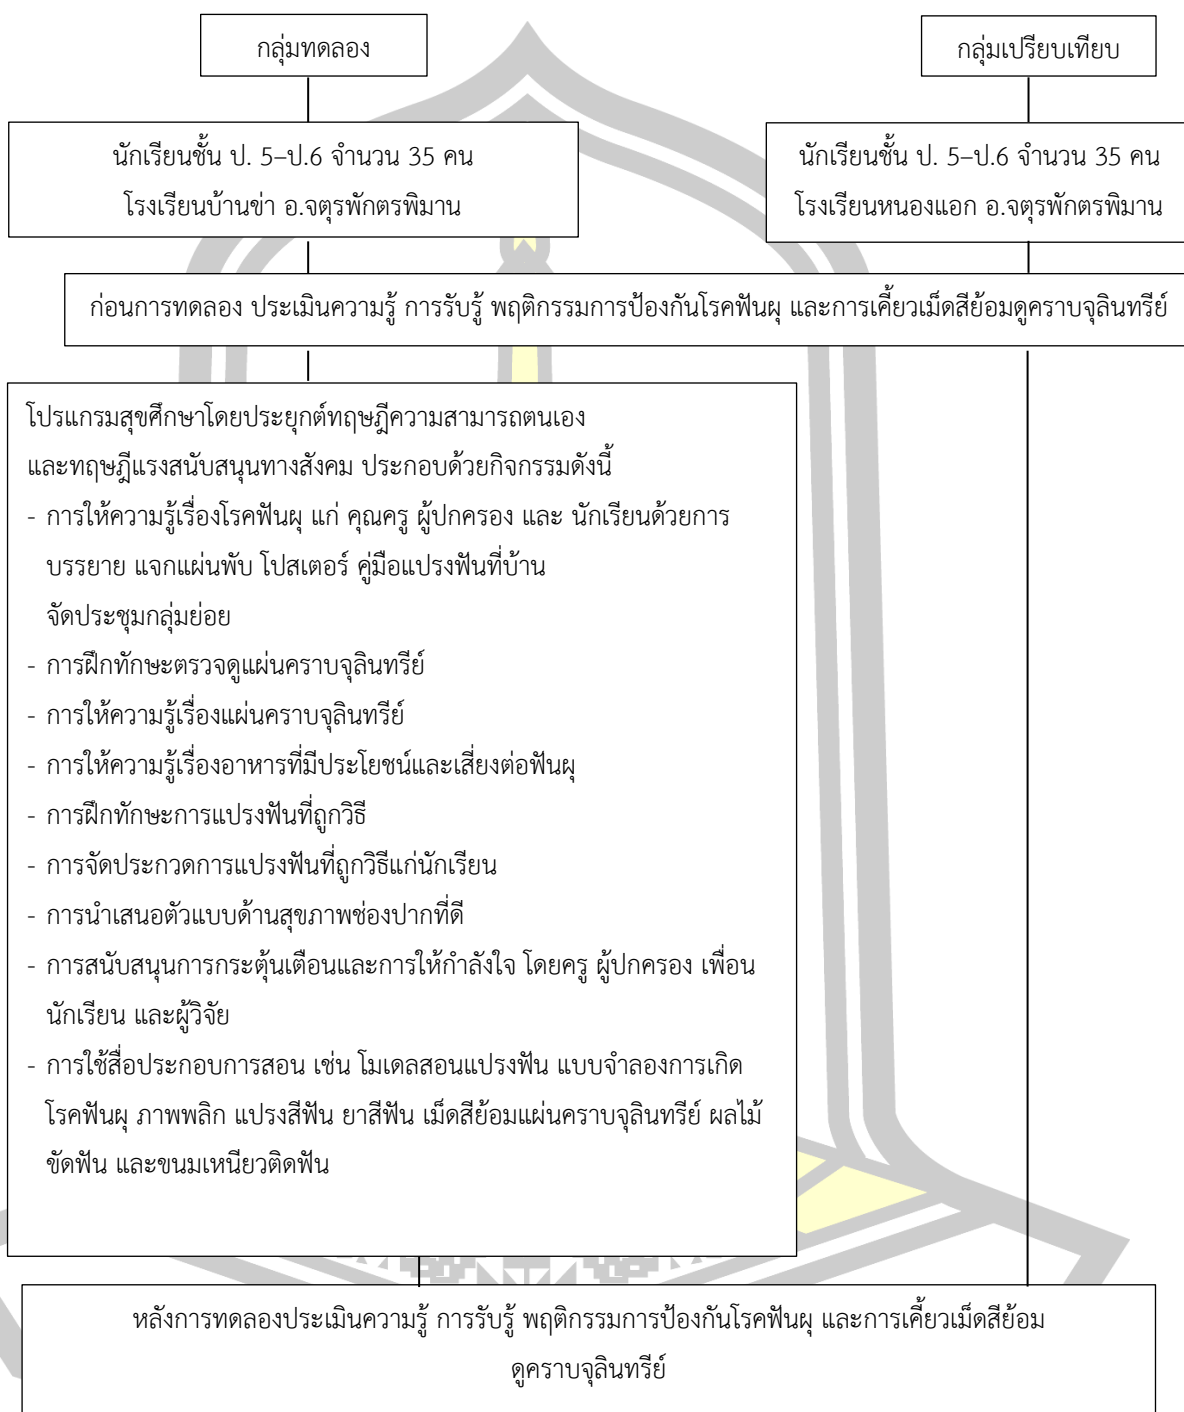 กลุ่มทดลอง
กลุ่มเปรียบเทียบ
นักเรียนชั้น ป. 5–ป.6 จำนวน 35 คน
โรงเรียนบ้านข่า อ.จตุรพักตรพิมาน
นักเรียนชั้น ป. 5–ป.6 จำนวน 35 คน
โรงเรียนหนองแอก อ.จตุรพักตรพิมาน
ก่อนการทดลอง ประเมินความรู้ การรับรู้ พฤติกรรมการป้องกันโรคฟันผุ และการเคี้ยวเม็ดสีย้อมดูคราบจุลินทรีย์
โปรแกรมสุขศึกษาโดยประยุกต์ทฤษฎีความสามารถตนเอง
และทฤษฎีแรงสนับสนุนทางสังคม ประกอบด้วยกิจกรรมดังนี้
- การให้ความรู้เรื่องโรคฟันผุ แก่ คุณครู ผู้ปกครอง และ นักเรียนด้วยการ
บรรยาย แจกแผ่นพับ โปสเตอร์ คู่มือแปรงฟันที่บ้าน
จัดประชุมกลุ่มย่อย
- การฝึกทักษะตรวจดูแผ่นคราบจุลินทรีย์
- การให้ความรู้เรื่องแผ่นคราบจุลินทรีย์
- การให้ความรู้เรื่องอาหารที่มีประโยชน์และเสี่ยงต่อฟันผุ
- การฝึกทักษะการแปรงฟันที่ถูกวิธี
- การจัดประกวดการแปรงฟันที่ถูกวิธีแก่นักเรียน
- การนำเสนอตัวแบบด้านสุขภาพช่องปากที่ดี
- การสนับสนุนการกระตุ้นเตือนและการให้กำลังใจ โดยครู ผู้ปกครอง เพื่อน
นักเรียน และผู้วิจัย
- การใช้สื่อประกอบการสอน เช่น โมเดลสอนแปรงฟัน แบบจำลองการเกิด
โรคฟันผุ ภาพพลิก แปรงสีฟัน ยาสีฟัน เม็ดสีย้อมแผ่นคราบจุลินทรีย์ ผลไม้
ขัดฟัน และขนมเหนียวติดฟัน
หลังการทดลองประเมินความรู้ การรับรู้ พฤติกรรมการป้องกันโรคฟันผุ และการเคี้ยวเม็ดสีย้อม
ดูคราบจุลินทรีย์